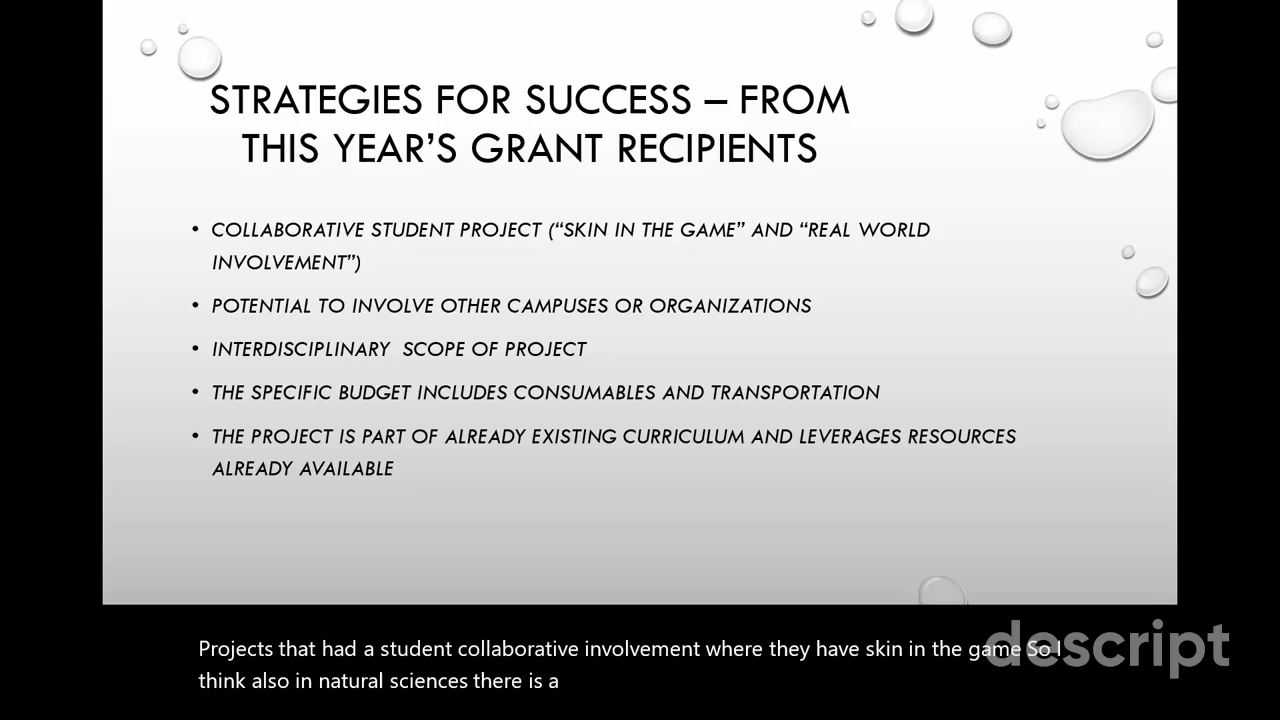 STRATEGIES FOR SUCCESS – FROM
THIS YEAR’S GRANT RECIPIENTS
• COLLABORATIVE STUDENT PROJECT (“SKIN IN THE GAME” AND “REAL WORLD
INVOLVEMENT”)
• POTENTIAL TO INVOLVE OTHER CAMPUSES OR ORGANIZATIONS
• INTERDISCIPLINARY  SCOPE OF PROJECT
• THE SPECIFIC BUDGET INCLUDES CONSUMABLES AND TRANSPORTATION
• THE PROJECT IS PART OF ALREADY EXISTING CURRICULUM AND LEVERAGES RESOURCES
ALREADY AVAILABLE
Projects that had a student collaborative involvement where they have skin in the game So I
think also in natural sciences there is a
descript